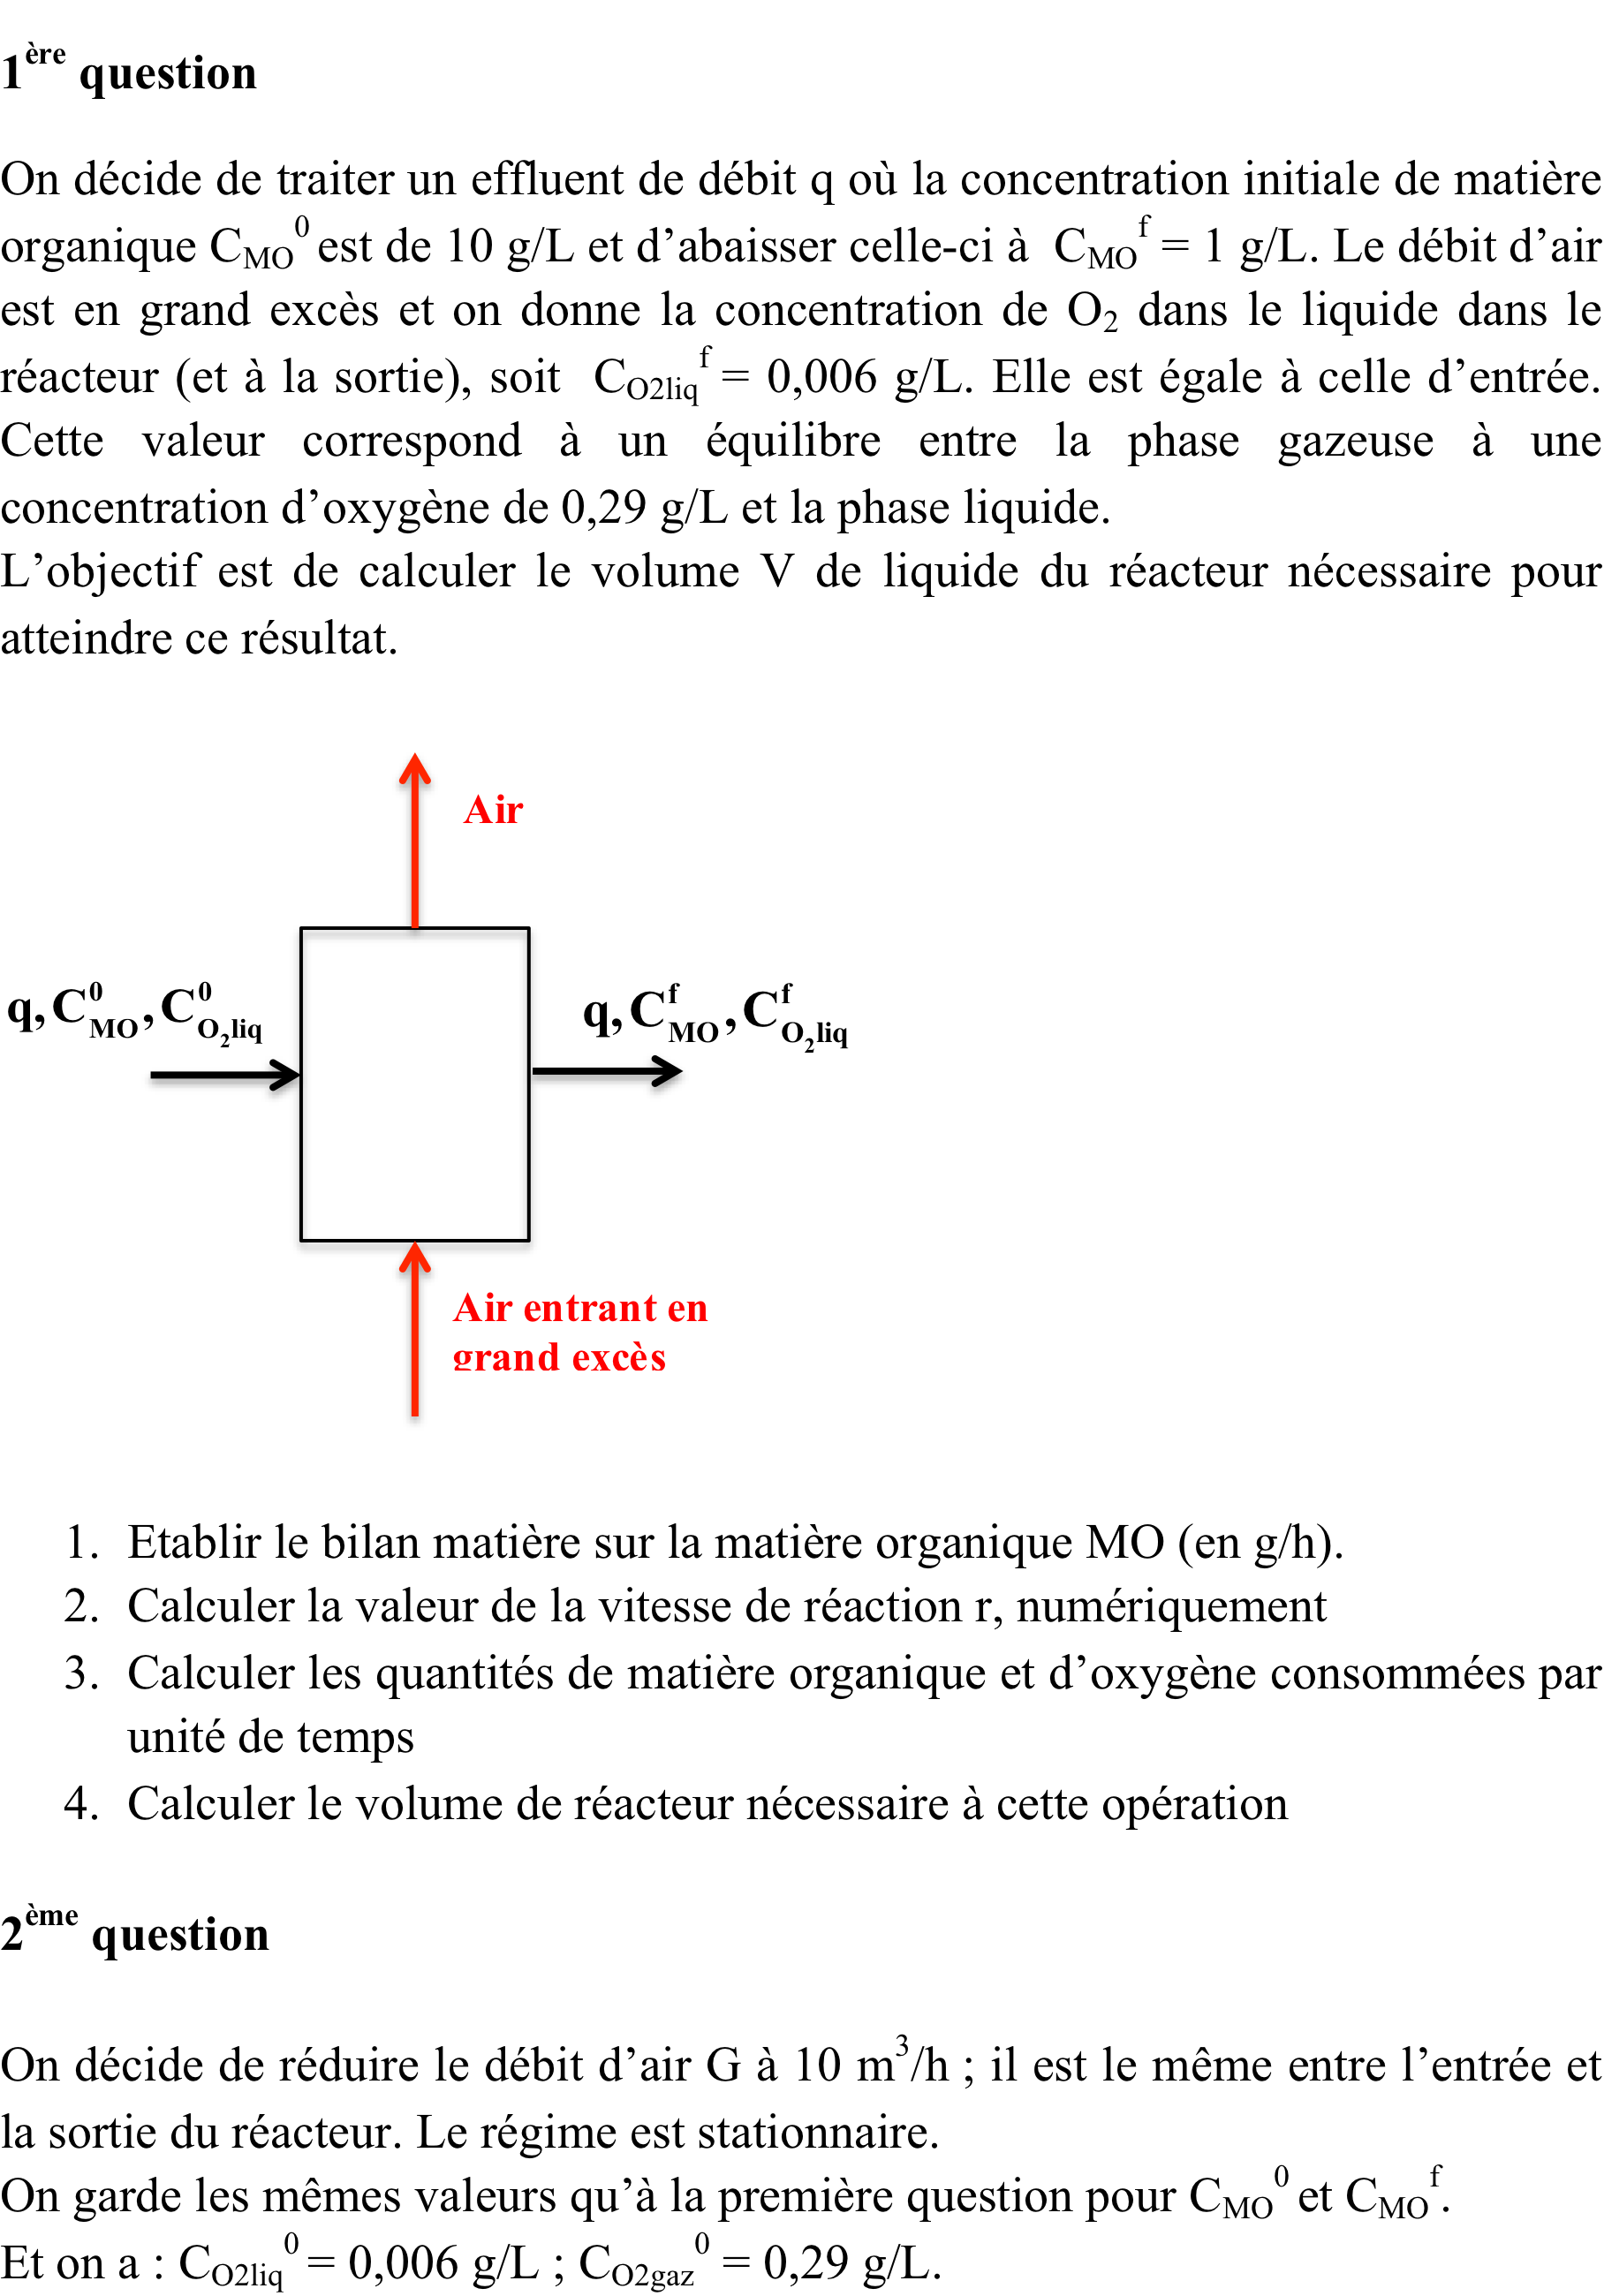 1ère question
On décide de traiter un effluent de débit q où la concentration initiale de matière
organique CMO0 est de 10 g/L et d’abaisser celle-ci à CMOf = 1 g/L. Le débit d’air
est en grand excès et on donne la concentration de O2 dans le liquide dans le
réacteur (et à la sortie), soit CO2liqf = 0,006 g/L. Elle est égale à celle d’entrée.
Cette valeur correspond à un équilibre entre la phase gazeuse à une
concentration d’oxygène de 0,29 g/L et la phase liquide.
L’objectif est de calculer le volume V de liquide du réacteur nécessaire pour
atteindre ce résultat.
Air
q, C0MO, C0O2liq
q, CfMO, CfO2liq
Air entrant en
grand excès
1. Etablir le bilan matière sur la matière organique MO (en g/h).
2. Calculer la valeur de la vitesse de réaction r, numériquement
3. Calculer les quantités de matière organique et d’oxygène consommées par
unité de temps
4. Calculer le volume de réacteur nécessaire à cette opération
2ème question
On décide de réduire le débit d’air G à 10 m3/h ; il est le même entre l’entrée et
la sortie du réacteur. Le régime est stationnaire.
On garde les mêmes valeurs qu’à la première question pour CMO0 et CMOf.
Et on a : CO2liq0 = 0,006 g/L ; CO2gaz0 = 0,29 g/L.